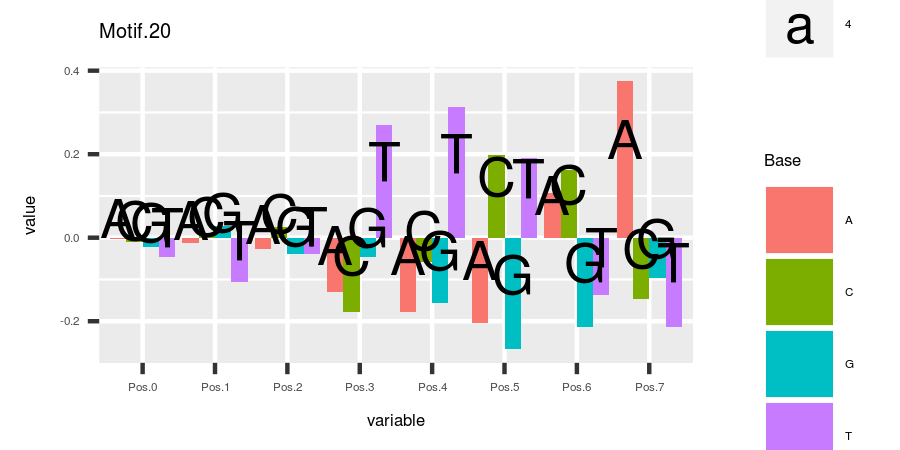 Motif.20
a 4
0.4
0.2
0.0
-0.2
value
A C G T A C G T A C G T A C G T A C G T A C G T A C G T A C G T
Pos.0 Pos.1 Pos.2 Pos.3 Pos.4 Pos.5 Pos.6 Pos.7
variable
Base
A
C
G
T